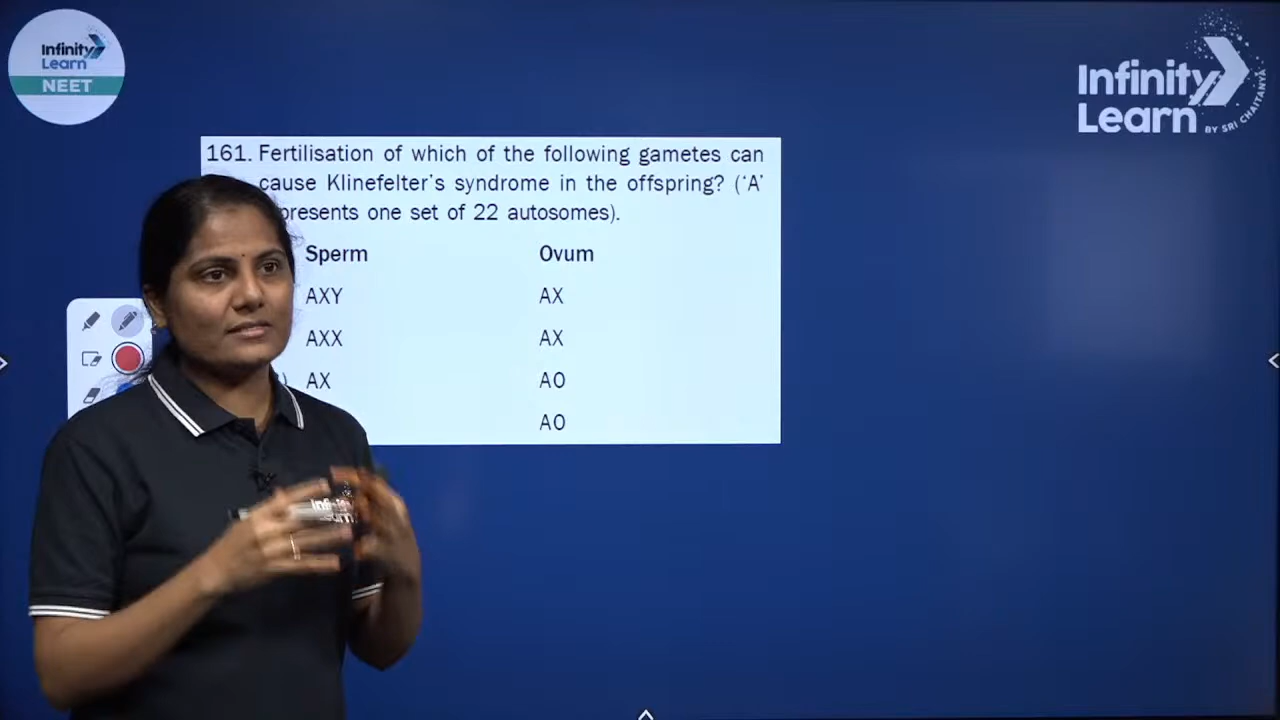 Infinity
Learn
NEET
Infinity
Learn
BY SRI CHAITANYA
161. Fertilisation of which of the following gametes can
cause Klinefelter's syndrome in the offspring? ('A'
presents one set of 22 autosomes).
Sperm Ovum
AXY AX
AXX AX
) AX AO
AO